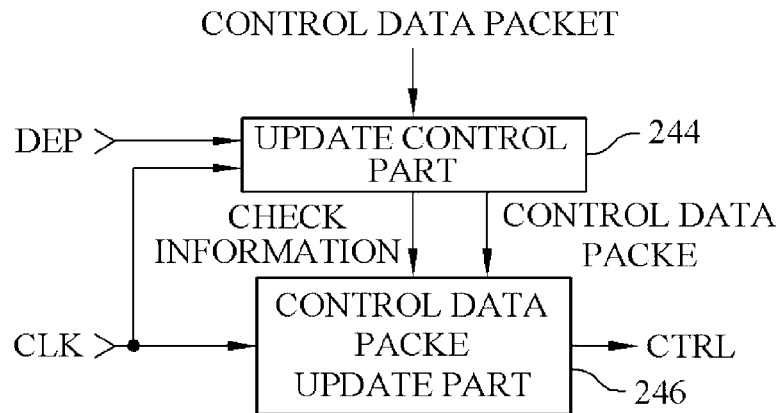 CONTROL DATA PACKET
DEP
UPDATE CONTROL
PART
244
CHECK
INFORMATION
CONTROL DATA
PACKE
CLK
CONTROL DATA
PACKE
UPDATE PART
CTRL
246